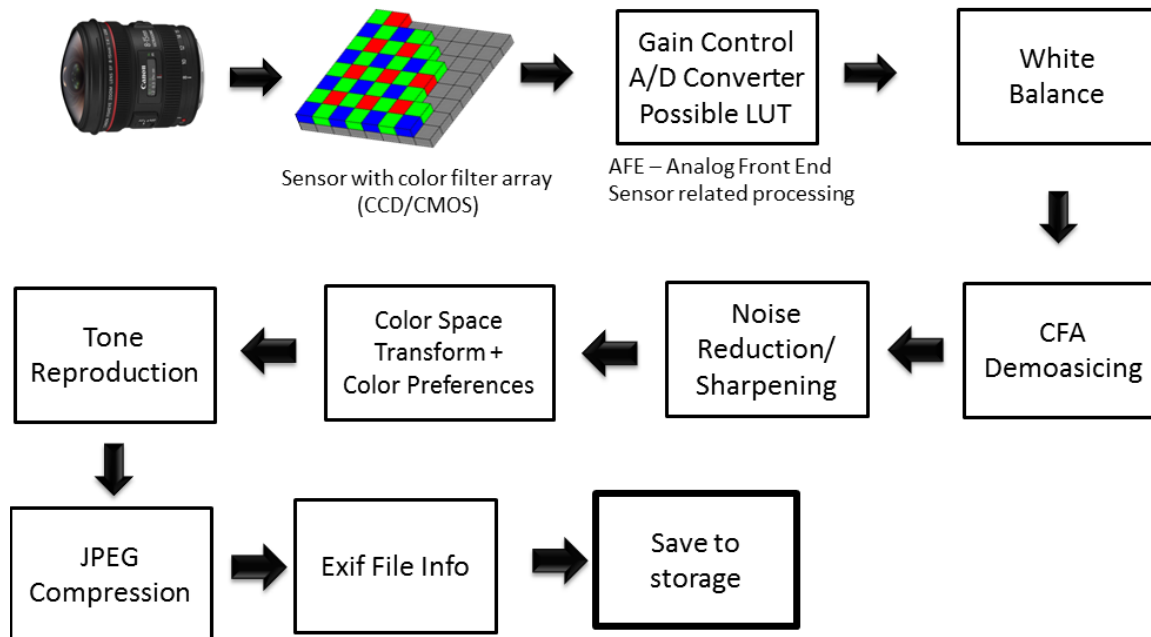 Canon
Sensor with color filter array
(CCD/CMOS)
Gain Control
A/D Converter
Possible LUT
AFE – Analog Front End
Sensor related processing
White
Balance
Tone
Reproduction
Color Space
Transform +
Color Preferences
Noise
Reduction/
Sharpening
CFA
Demoasicing
JPEG
Compression
Exif File Info
Save to
storage